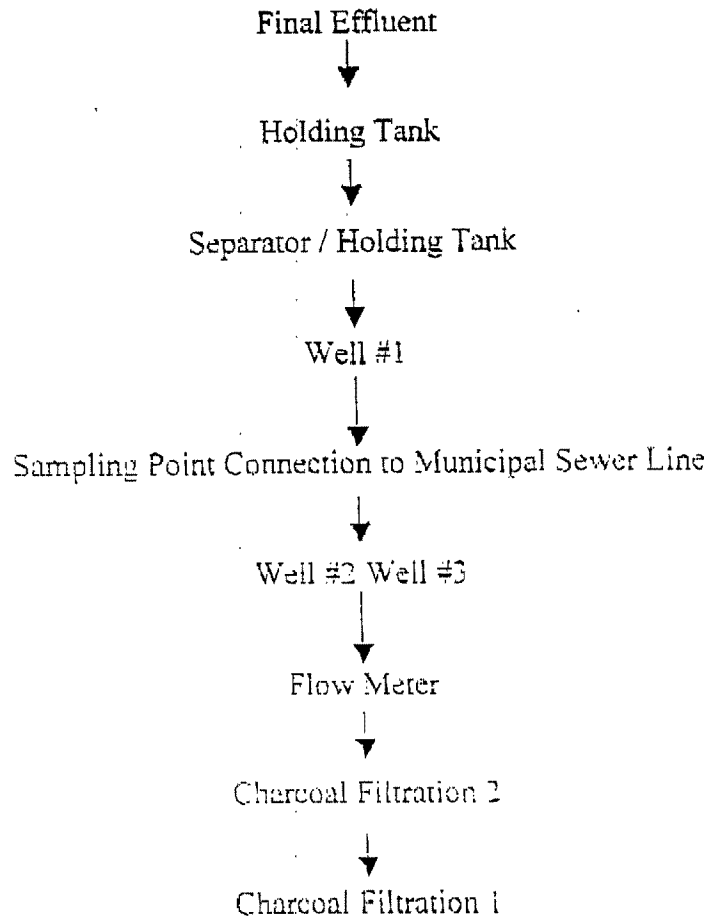 Final Effluent
Holding Tank
Separator / Holding Tank
Well #1
Sampling Point Connection to Municipal Sewer Line
Well #2 Well #3
Flow Meter
Charcoal Filtration 2
Charcoal Filtration 1